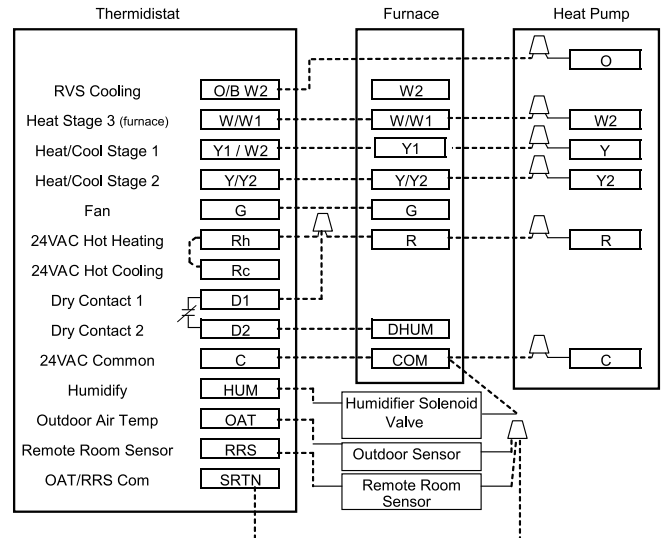 Thermidistat Furnace Heat Pump
O
RVS Cooling O/B W2 W2
Heat Stage 3 (furnace) W/W1 W/W1 W2
Heat/Cool Stage 1 Y1 / W2 Y1 Y
Heat/Cool Stage 2 Y/Y2 Y/Y2 Y2
Fan G G
24VAC Hot Heating Rh R R
24VAC Hot Cooling Rc
Dry Contact 1 D1
Dry Contact 2 D2 DHUM
24VAC Common C COM C
Humidify HUM
Humidifier Solenoid
Valve
Outdoor Air Temp OAT
Outdoor Sensor
Remote Room Sensor RRS
OAT/RRS Com SRTN
Remote Room
Sensor